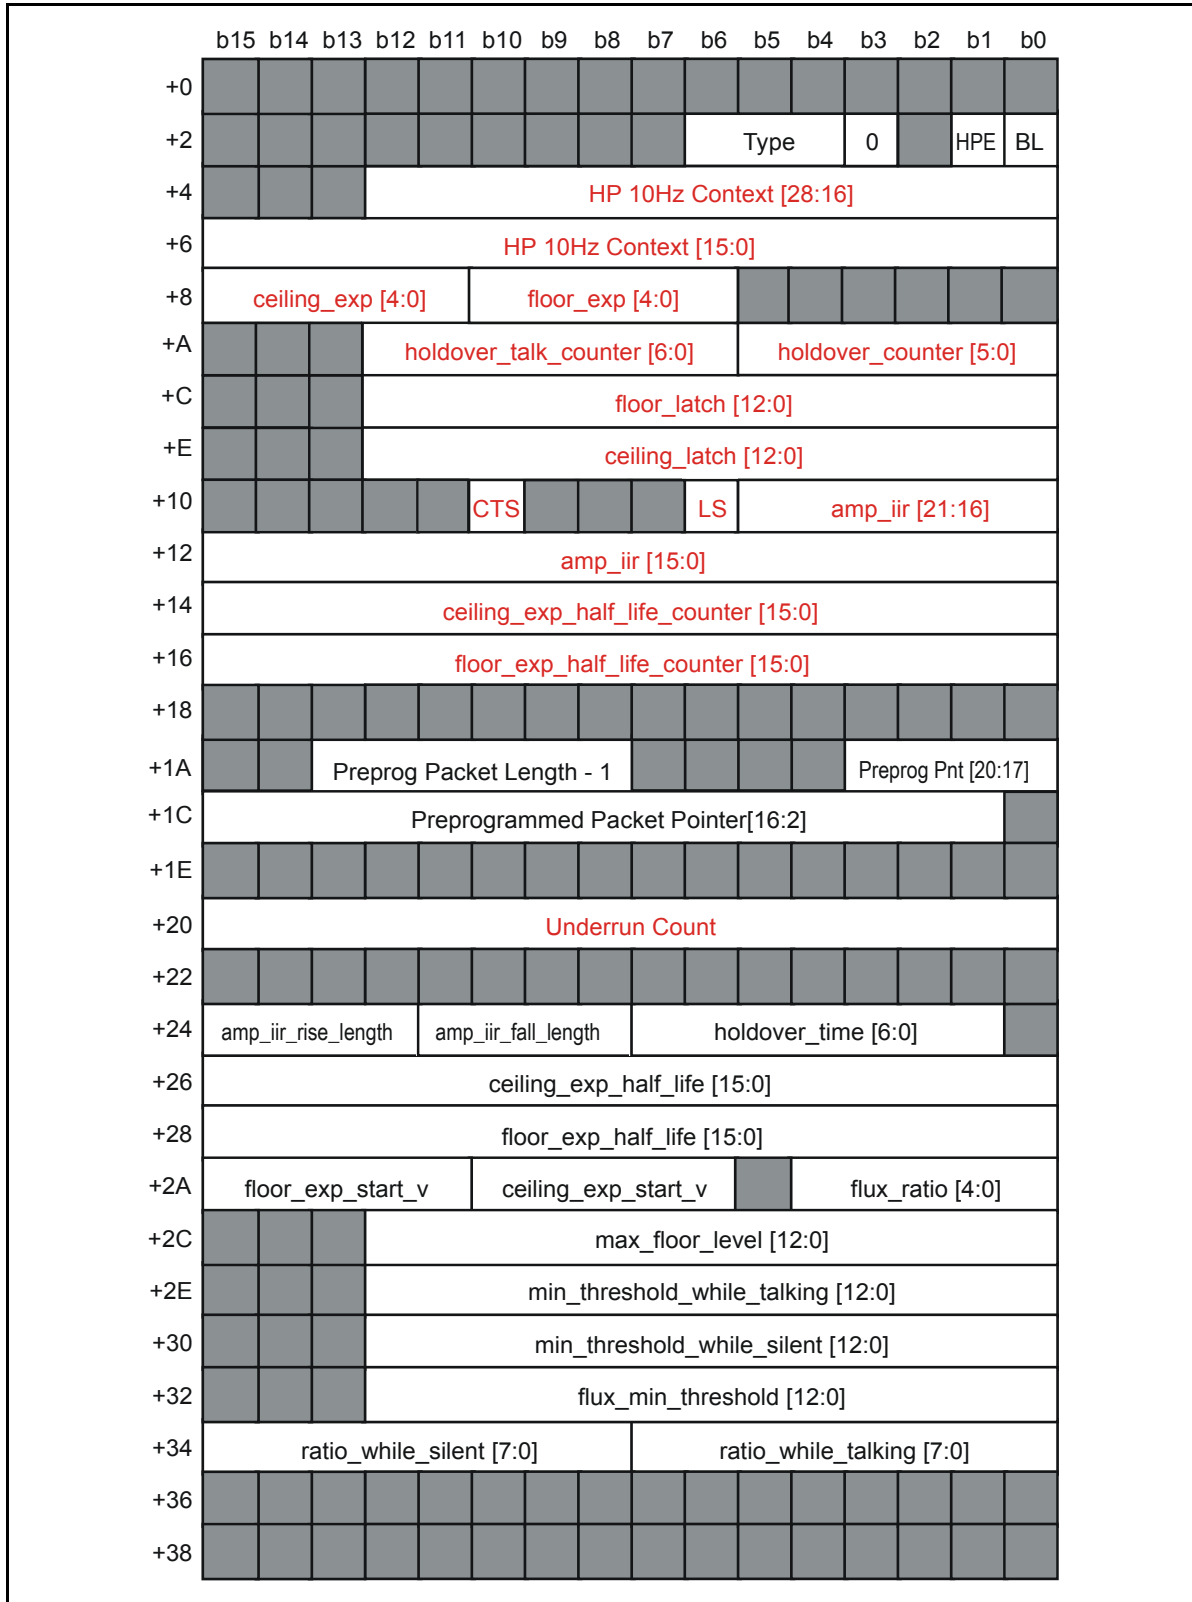 b15 b14 b13 b12 b11 b10 b9 b8 b7 b6 b5 b4 b3 b2 b1 b0
+0
+2 Type 0 HPE BL
+4 HP 10Hz Context [28:16]
+6 HP 10Hz Context [15:0]
+8 ceiling_exp [4:0] floor_exp [4:0]
+A holdover_talk_counter [6:0] holdover_counter [5:0]
+C floor_latch [12:0]
+E ceiling_latch [12:0]
+10 CTS LS amp_iir [21:16]
+12 amp_iir [15:0]
+14 ceiling_exp_half_life_counter [15:0]
+16 floor_exp_half_life_counter [15:0]
+18
+1A Preprog Packet Length - 1 Preprog Pnt [20:17]
+1C Preprogrammed Packet Pointer[16:2]
+1E
+20 Underrun Count
+22
+24 amp_iir_rise_length amp_iir_fall_length holdover_time [6:0]
+26 ceiling_exp_half_life [15:0]
+28 floor_exp_half_life [15:0]
+2A floor_exp_start_v ceiling_exp_start_v flux_ratio [4:0]
+2C max_floor_level [12:0]
+2E min_threshold_while_talking [12:0]
+30 min_threshold_while_silent [12:0]
+32 flux_min_threshold [12:0]
+34 ratio_while_silent [7:0] ratio_while_talking [7:0]
+36
+38